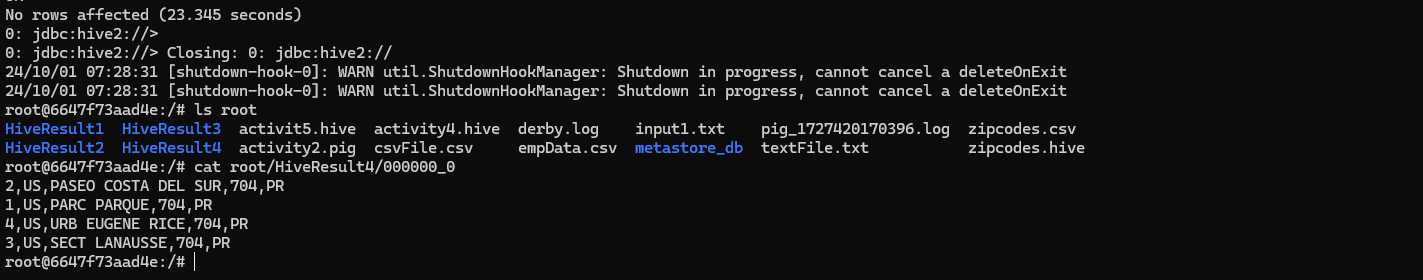 No rows affected (23.345 seconds)
0: jdbc:hive2://>
0: jdbc:hive2://> Closing: 0: jdbc:hive2://
24/10/01 07:28:31 [shutdown-hook-0]: WARN util.ShutdownHookManager: Shutdown in progress, cannot cancel a deleteOnExit
24/10/01 07:28:31 [shutdown-hook-0]: WARN util.ShutdownHookManager: Shutdown in progress, cannot cancel a deleteOnExit
root@6647f73aad4e:/# ls root
HiveResult1  HiveResult3  activit5.hive  activity4.hive  derby.log    input1.txt    pig_1727420170396.log  zipcodes.csv
HiveResult2  HiveResult4  activity2.pig  csvFile.csv     empData.csv  metastore_db  textFile.txt           zipcodes.hive
root@6647f73aad4e:/# cat root/HiveResult4/000000_0
2,US,PASEO COSTA DEL SUR,704,PR
1,US,PARC PARQUE,704,PR
4,US,URB EUGENE RICE,704,PR
3,US,SECT LANAUSSE,704,PR
root@6647f73aad4e:/#